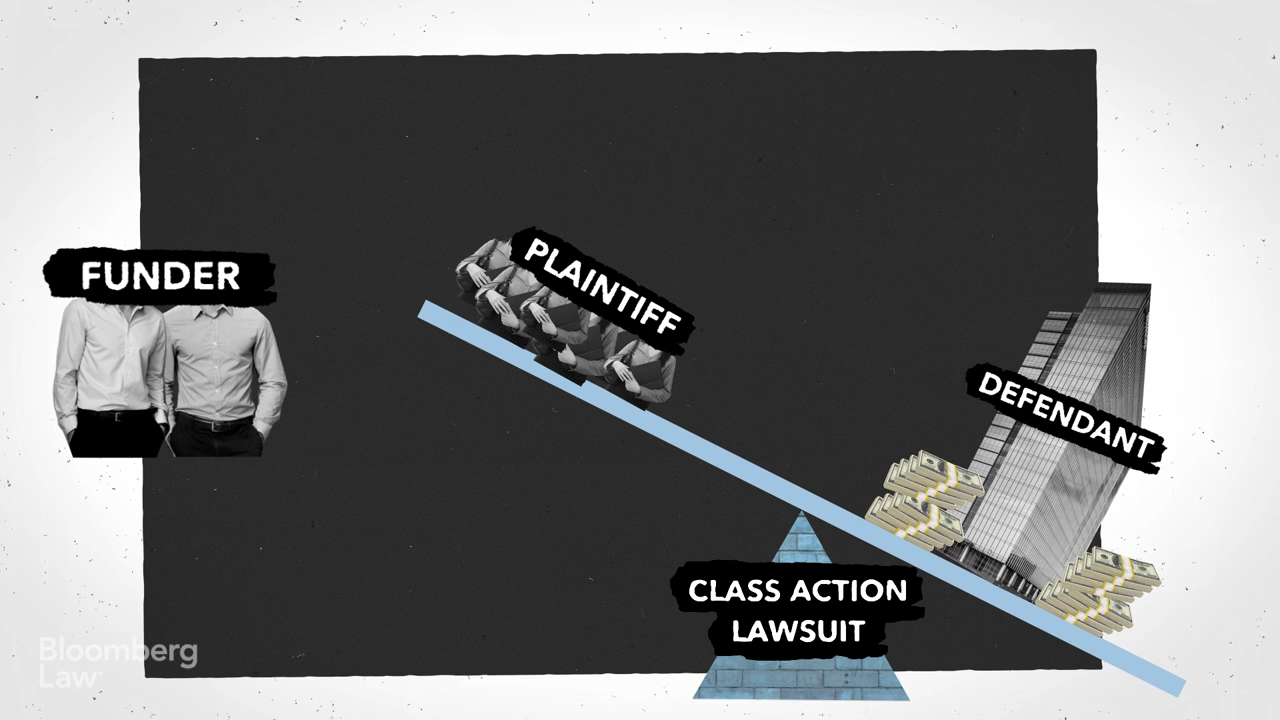 FUNDER
PLAINTIFF
DEFENDANT
CLASS ACTION
LAWSUIT
Bloomberg
Law